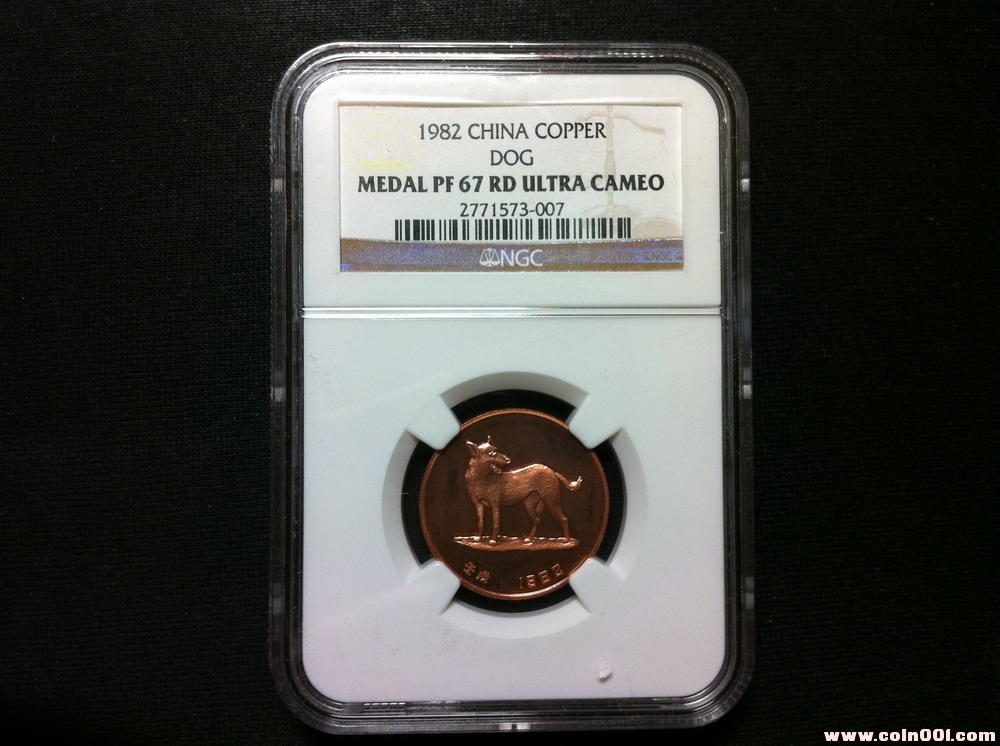 1982 CHINA COPPER
DOG
MEDAL PF 67 RD ULTRA CAMEO
2771573-007
NGC
NGC
壬戌 1982
www.coin001.com